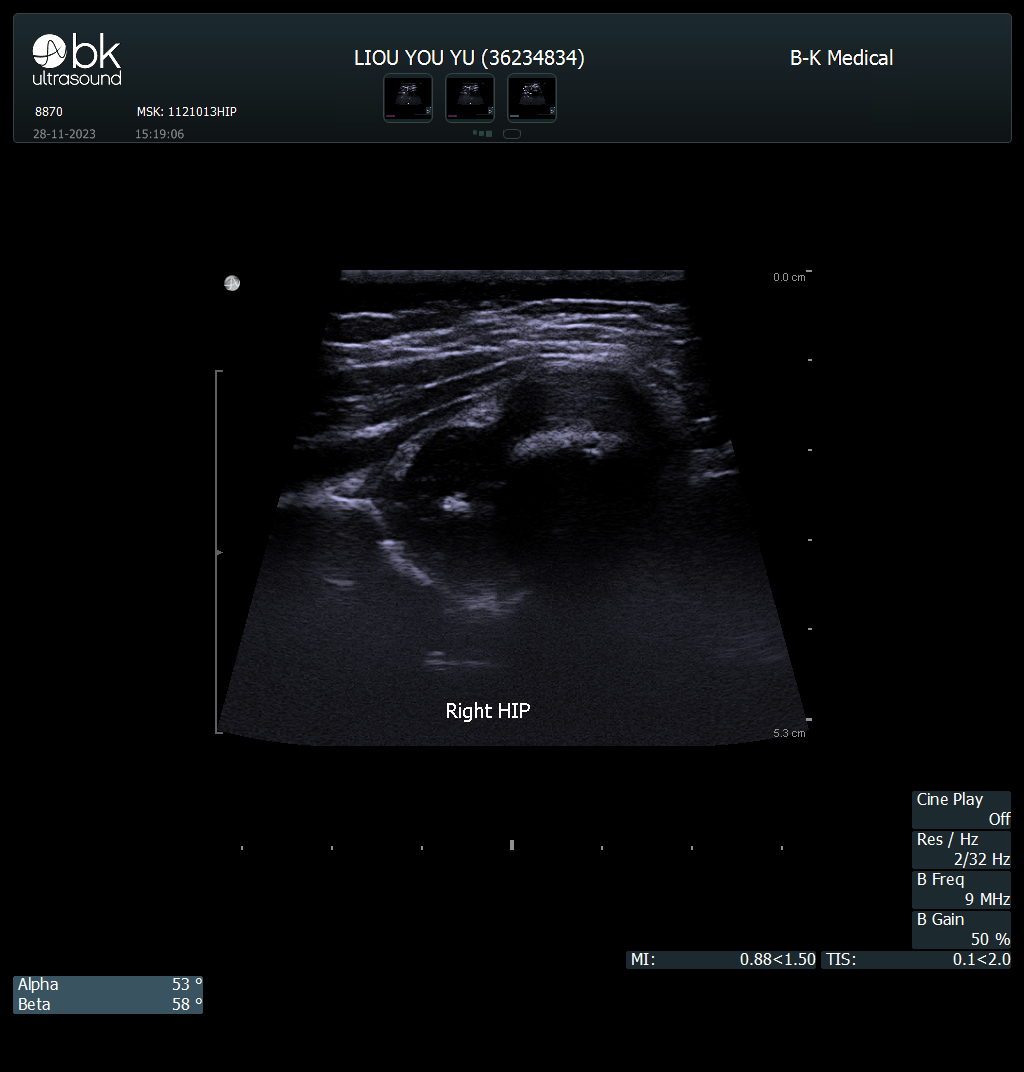 bk
ultrasound
LIOU YOU YU (36234834)
B-K Medical
8870
MSK: 1121013HIP
28-11-2023
15:19:06
0.0 cm
Right HIP
5.3 cm
Cine Play
Off
Res / Hz
2/32 Hz
B Freq
9 MHz
B Gain
50 %
MI: 0.88<1.50
TIS: 0.1<2.0
Alpha 53 º
Beta 58 º